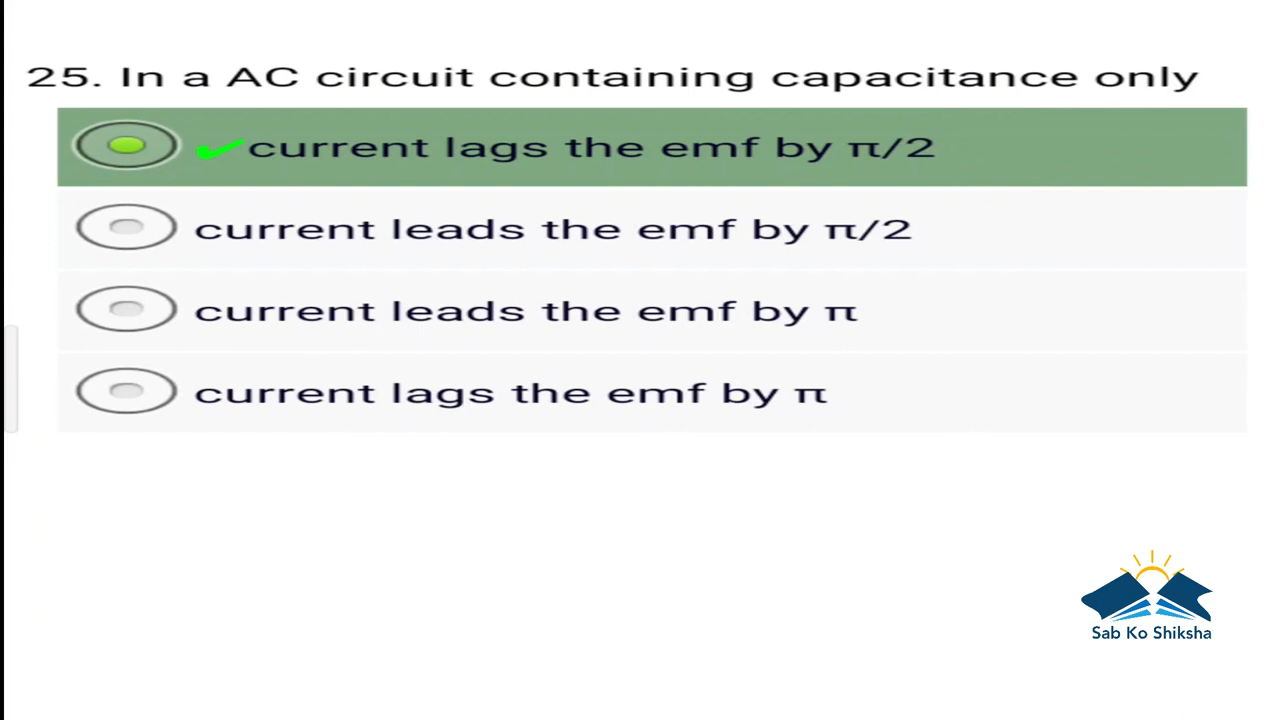 25. In a AC circuit containing capacitance only
✔current lags the emf by π/2
current leads the emf by π/2
current leads the emf by π
current lags the emf by π
Sab Ko Shiksha